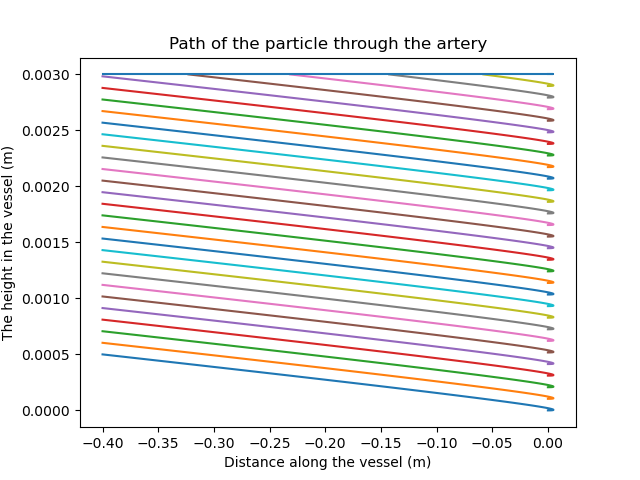 Path of the particle through the artery
The height in the vessel (m)
0.0030
0.0025
0.0020
0.0015
0.0010
0.0005
0.0000
−0.40 −0.35 −0.30 −0.25 −0.20 −0.15 −0.10 −0.05 0.00
Distance along the vessel (m)